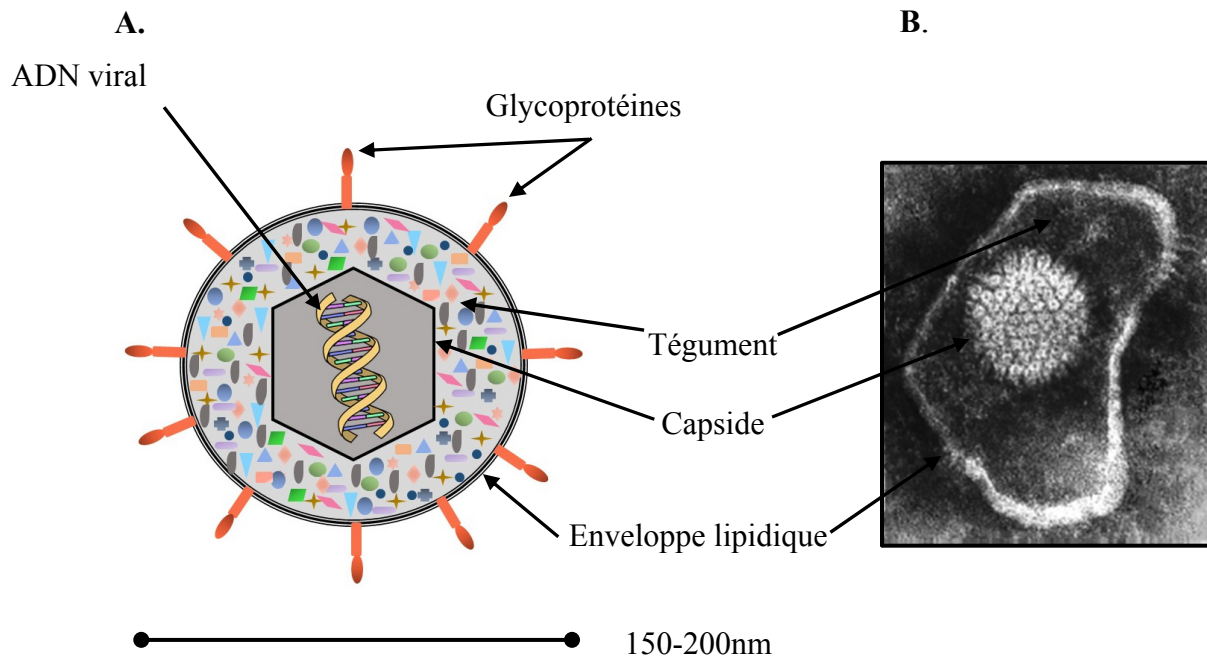 A.
B.
ADN viral
Glycoprotéines
Tégument
Capside
Enveloppe lipidique
150-200nm